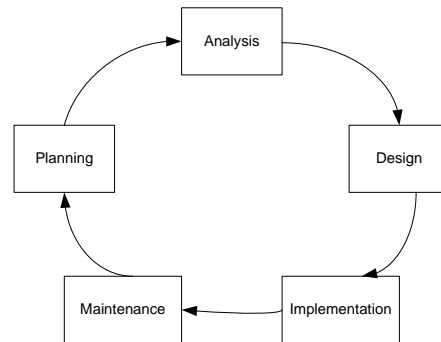 Analysis
Planning
Design
Maintenance
Implementation